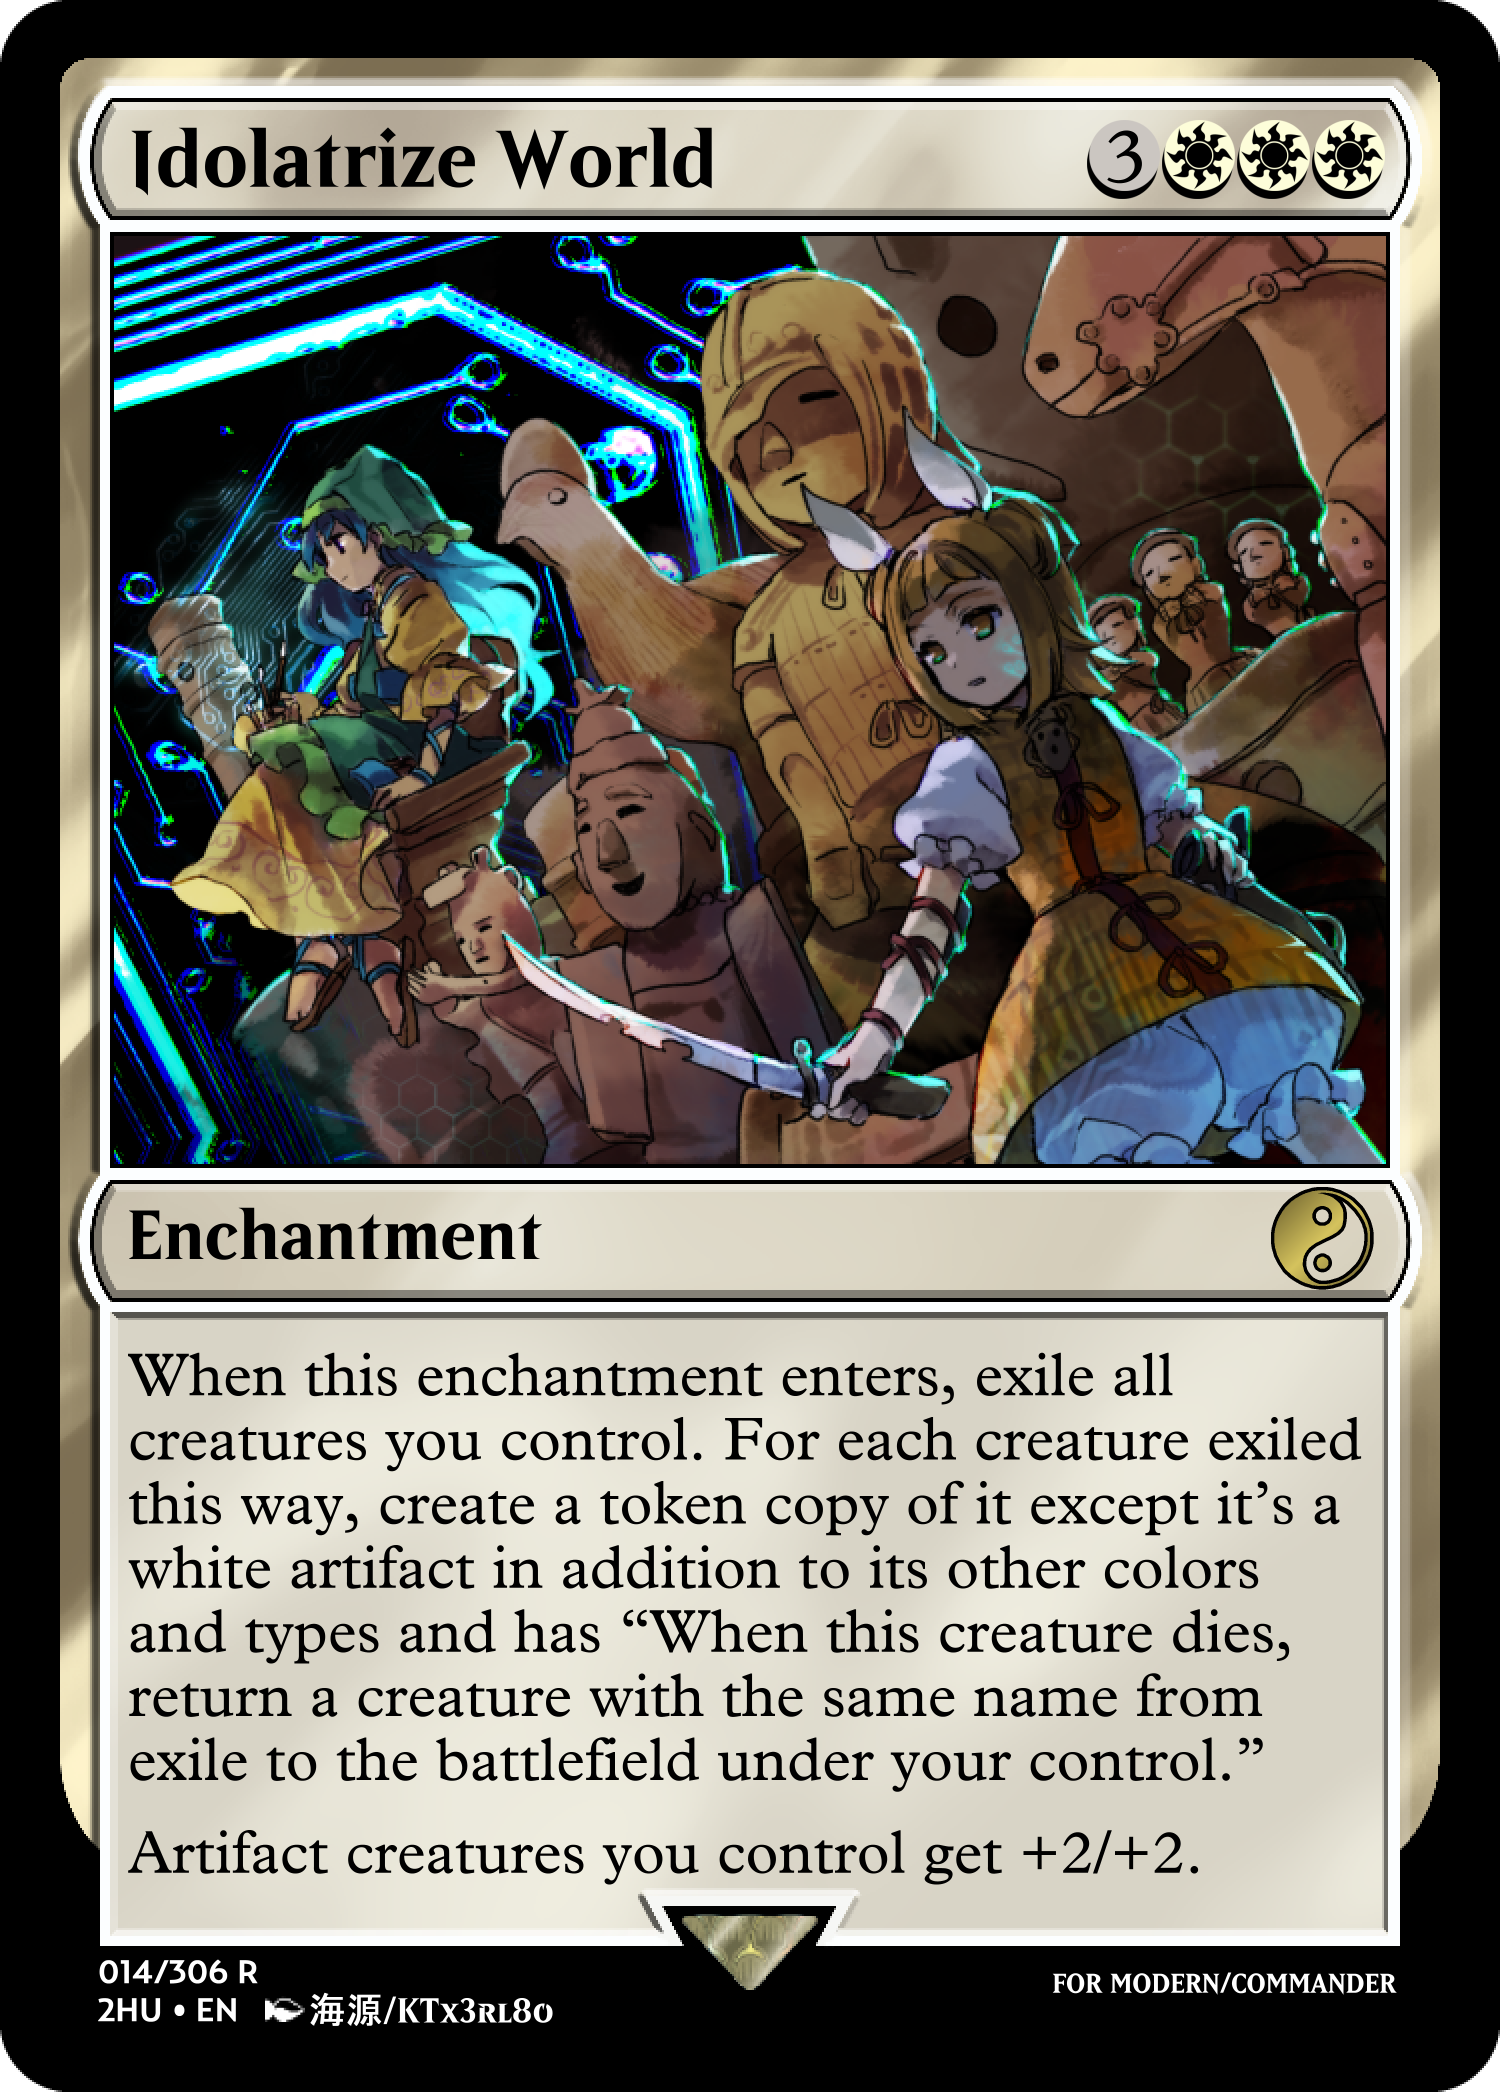 Idolatrize World 3
Enchantment
When this enchantment enters, exile all
creatures you control. For each creature exiled
this way, create a token copy of it except it’s a
white artifact in addition to its other colors
and types and has “When this creature dies,
return a creature with the same name from
exile to the battlefield under your control.”
Artifact creatures you control get +2/+2.
014/306 R
FOR MODERN/COMMANDER
2HU • EN 海源/KTx3RL8O